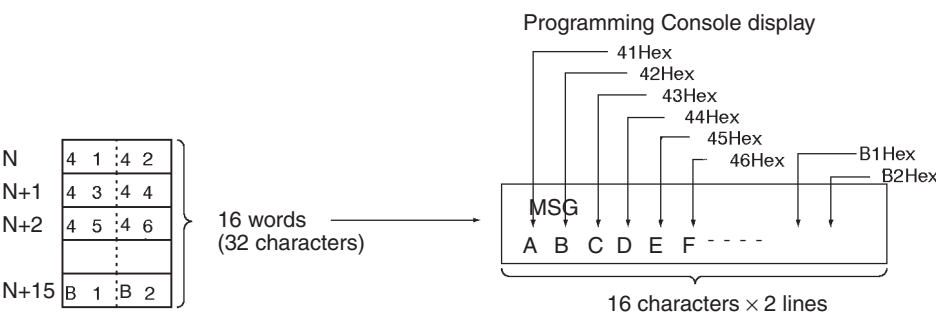 Programming Console display
41Hex
42Hex
43Hex
44Hex
45Hex
46Hex
B1Hex
B2Hex
N 4 1 4 2
N+1 4 3 4 4
N+2 4 5 4 6
N+15 B 1 B 2
16 words
(32 characters)
MSG
A B C D E F - - - -
16 characters × 2 lines